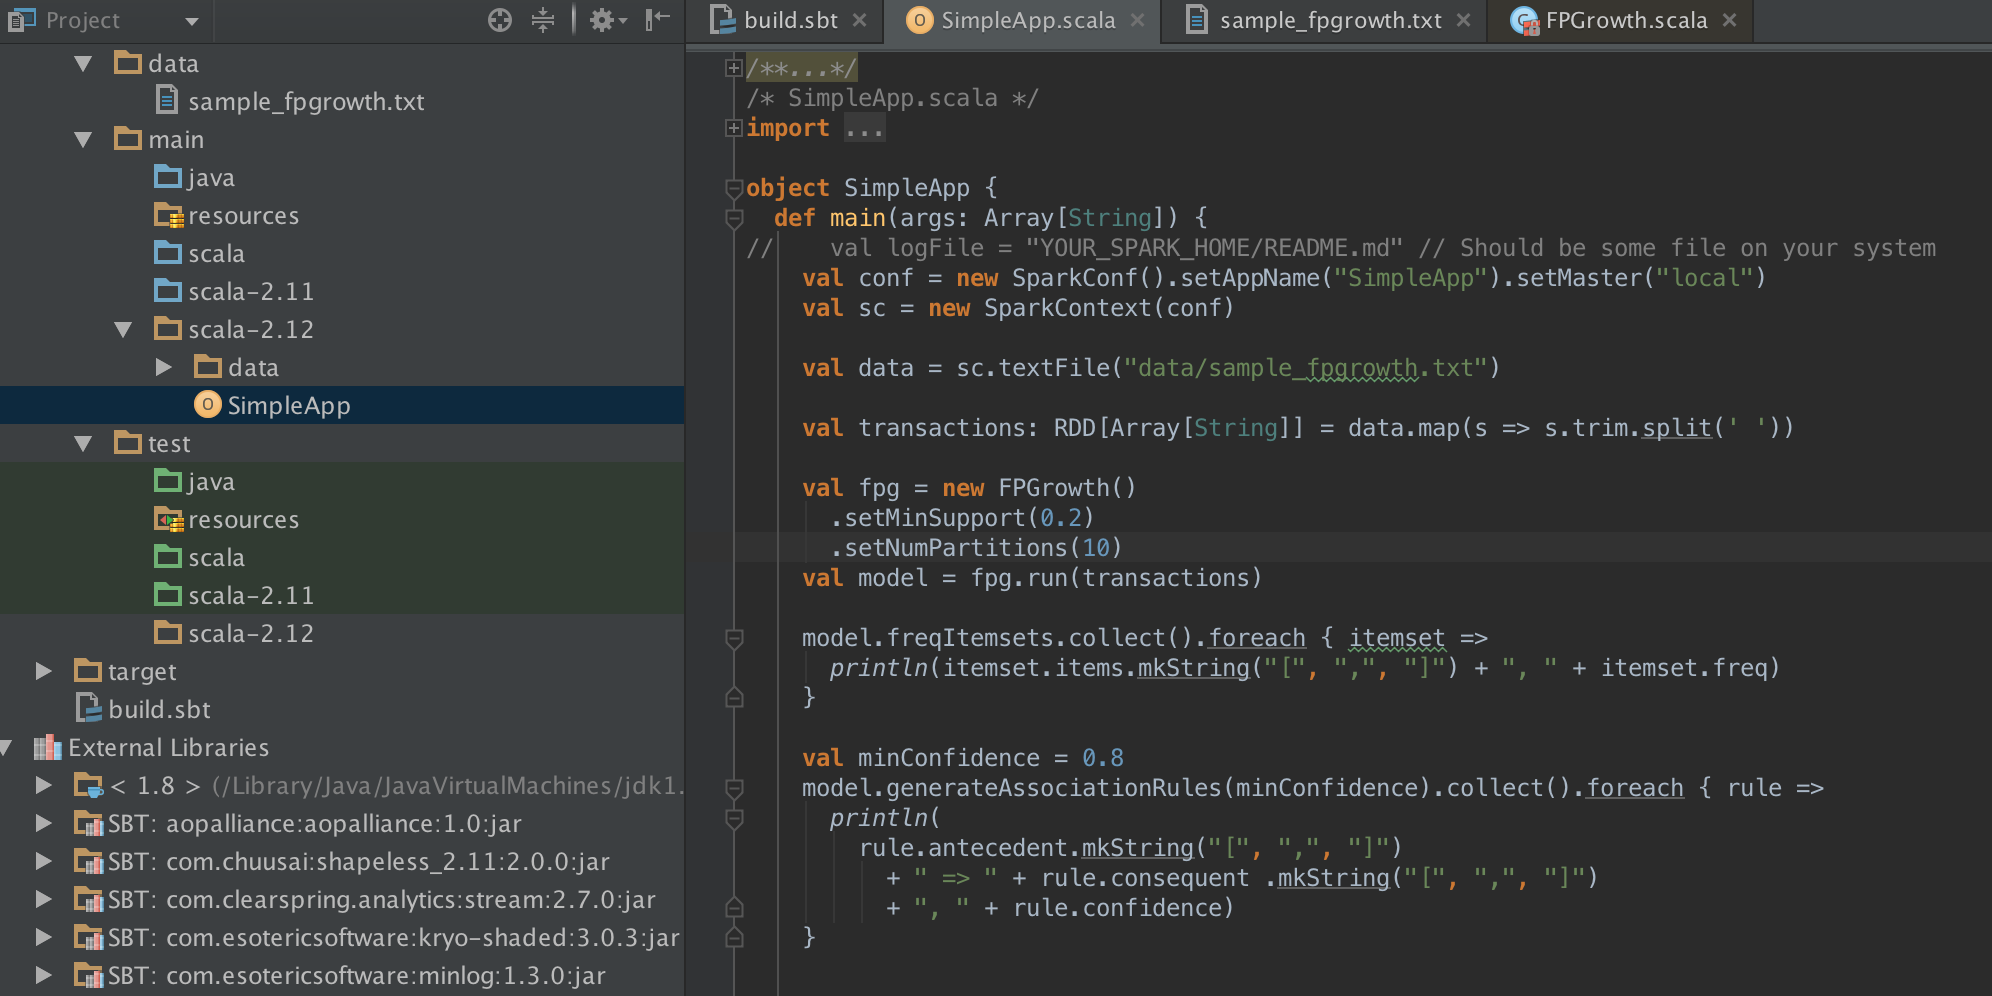 Project
data
sample_fpgrowth.txt
main
java
resources
scala
scala-2.11
scala-2.12
data
SimpleApp
test
java
resources
scala
scala-2.11
scala-2.12
target
build.sbt
External Libraries
< 1.8 > (/Library/Java/JavaVirtualMachines/jdk1.
SBT: aopalliance:aopalliance:1.0:jar
SBT: com.chuusai:shapeless_2.11:2.0.0:jar
SBT: com.clearspring.analytics:stream:2.7.0:jar
SBT: com.esotericsoftware:kryo-shaded:3.0.3:jar
SBT: com.esotericsoftware:minlog:1.3.0:jar
build.sbt SimpleApp.scala sample_fpgrowth.txt FPGrowth.scala
/**...*/
/* SimpleApp.scala */
import ...
object SimpleApp {
def main(args: Array[String]) {
// val logFile = "YOUR_SPARK_HOME/README.md" // Should be some file on your system
val conf = new SparkConf().setAppName("SimpleApp").setMaster("local")
val sc = new SparkContext(conf)
val data = sc.textFile("data/sample_fpgrowth.txt")
val transactions: RDD[Array[String]] = data.map(s => s.trim.split(' '))
val fpg = new FPGrowth()
.setMinSupport(0.2)
.setNumPartitions(10)
val model = fpg.run(transactions)
model.freqItemsets.collect().foreach { itemset =>
println(itemset.items.mkString("[", ",", "]") + ", " + itemset.freq)
}
val minConfidence = 0.8
model.generateAssociationRules(minConfidence).collect().foreach { rule =>
println(
rule.antecedent.mkString("[", ",", "]")
+ " => " + rule.consequent .mkString("[", ",", "]")
+ ", " + rule.confidence)
}